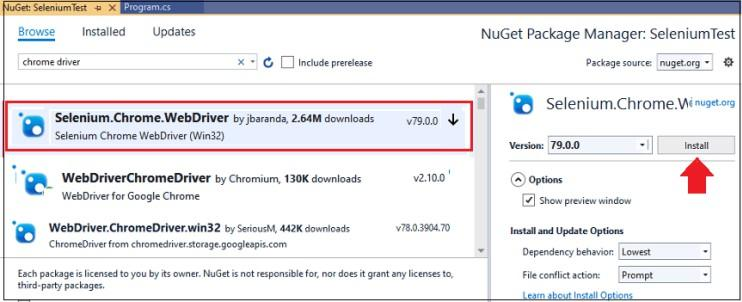 NuGet: SeleniumTest
Program.cs
Browse Installed Updates
NuGet Package Manager: SeleniumTest
chrome driver
Include prerelease
Package source: nuget.org
Selenium.Chrome.WebDriver by jbaranda, 2.64M downloads v79.0.0
Selenium Chrome WebDriver (Win32)
WebDriverChromeDriver by Chromium, 130K downloads v2.10.0
WebDriver for Google Chrome
WebDriver.ChromeDriver.win32 by SeriousM, 442K downloads v78.0.3904.70
ChromeDriver from chromedriver.storage.googleapis.com
Each package is licensed to you by its owner. NuGet is not responsible for, nor does it grant any licenses to,
third-party packages.
Selenium.Chrome.W nuget.org
Version: 79.0.0 Install
Options
Show preview window
Install and Update Options
Dependency behavior: Lowest
File conflict action: Prompt
Learn about Install Options